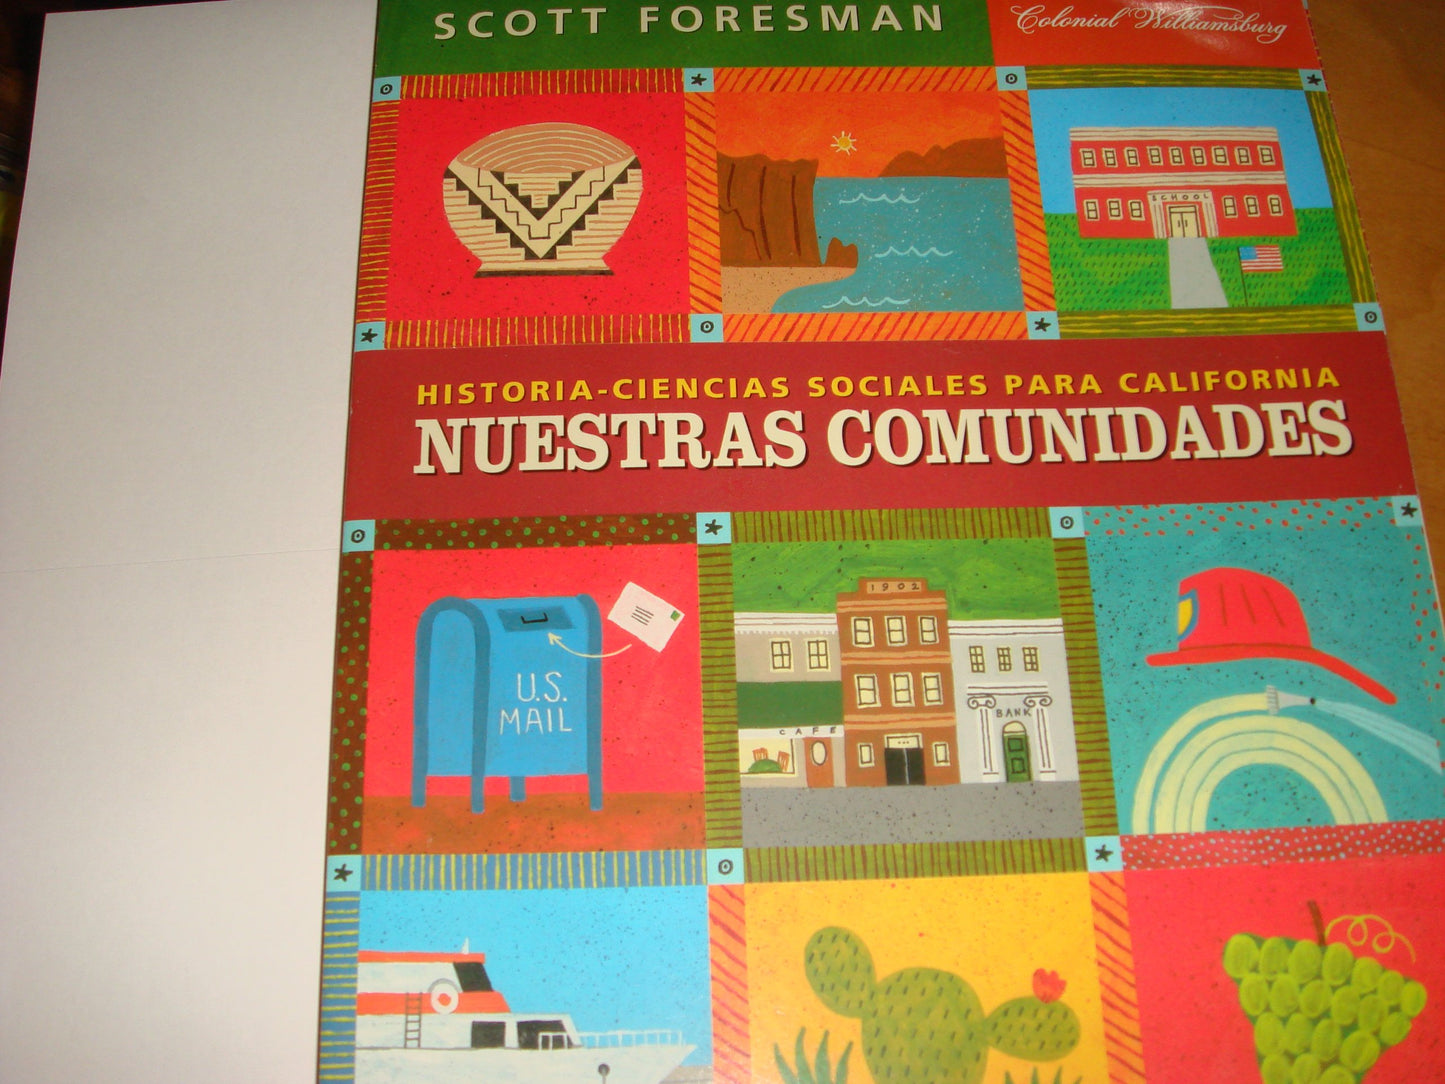 SCOTT FORESMAN
Colonial Williamsburg
SCHOOL
HISTORIA-CIENCIAS SOCIALES PARA CALIFORNIA
NUESTRAS COMUNIDADES
1902
U.S.
MAIL
CAFE
BANK